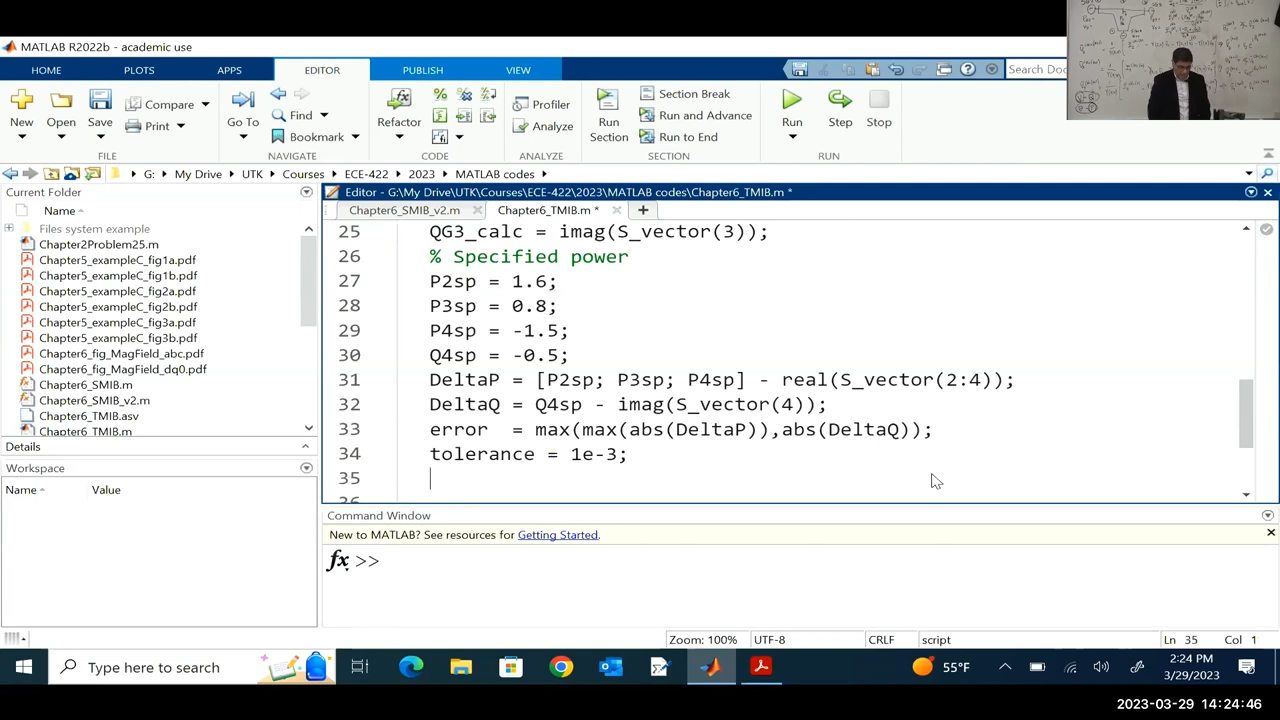 MATLAB R2022b - academic use
HOME PLOTS APPS EDITOR PUBLISH VIEW Search Doc
New Open Save Compare Print
Go To Find Bookmark
Refactor
Profiler Analyze
Run Section Section Break Run and Advance Run to End
Run Step Stop
FILE NAVIGATE CODE ANALYZE SECTION RUN
G: My Drive UTK Courses ECE-422 2023 MATLAB codes
Current Folder
Name
Files system example
Chapter2Problem25.m
Chapter5_exampleC_fig1a.pdf
Chapter5_exampleC_fig1b.pdf
Chapter5_exampleC_fig2a.pdf
Chapter5_exampleC_fig2b.pdf
Chapter5_exampleC_fig3a.pdf
Chapter5_exampleC_fig3b.pdf
Chapter6_fig_MagField_abc.pdf
Chapter6_fig_MagField_dq0.pdf
Chapter6_SMIB.m
Chapter6_SMIB_v2.m
Chapter6_TMIB.asv
Chapter6_TMIB.m
Details
Workspace
Name Value
Editor - G:\My Drive\UTK\Courses\ECE-422\2023\MATLAB codes\Chapter6_TMIB.m *
Chapter6_SMIB_v2.m Chapter6_TMIB.m * +
25 QG3_calc = imag(S_vector(3));
26 % Specified power
27 P2sp = 1.6;
28 P3sp = 0.8;
29 P4sp = -1.5;
30 Q4sp = -0.5;
31 DeltaP = [P2sp; P3sp; P4sp] - real(S_vector(2:4));
32 DeltaQ = Q4sp - imag(S_vector(4));
33 error = max(max(abs(DeltaP)),abs(DeltaQ));
34 tolerance = 1e-3;
35
36
Command Window
New to MATLAB? See resources for Getting Started.
fx >>
Zoom: 100% UTF-8 CRLF script Ln 35 Col 1
Type here to search
55°F
2:24 PM
3/29/2023
2023-03-29 14:24:46